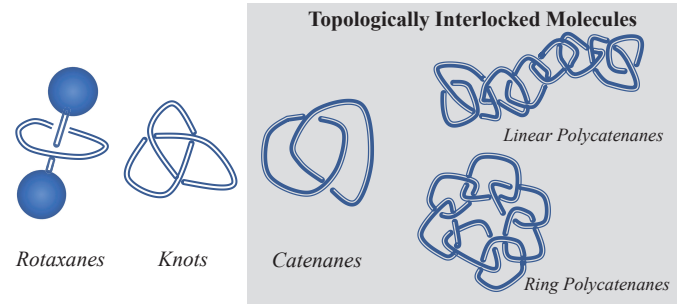 Topologically Interlocked Molecules
Linear Polycatenanes
Rotaxanes
Knots
Catenanes
Ring Polycatenanes